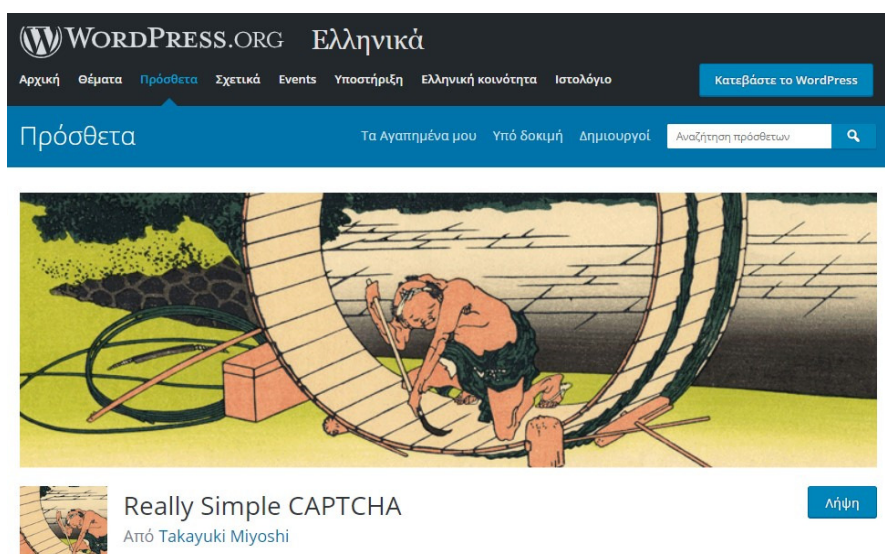 WORDPRESS.ORG Ελληνικά
Αρχική Θέματα Πρόσθετα Σχετικά Events Υποστήριξη Ελληνική κοινότητα Ιστολόγιο Κατεβάστε το WordPress
Πρόσθετα Τα Αγαπημένα μου Υπό δοκιμή Δημιουργοί Αναζήτηση πρόσθετων
Really Simple CAPTCHA Λήψη
Από Takayuki Miyoshi